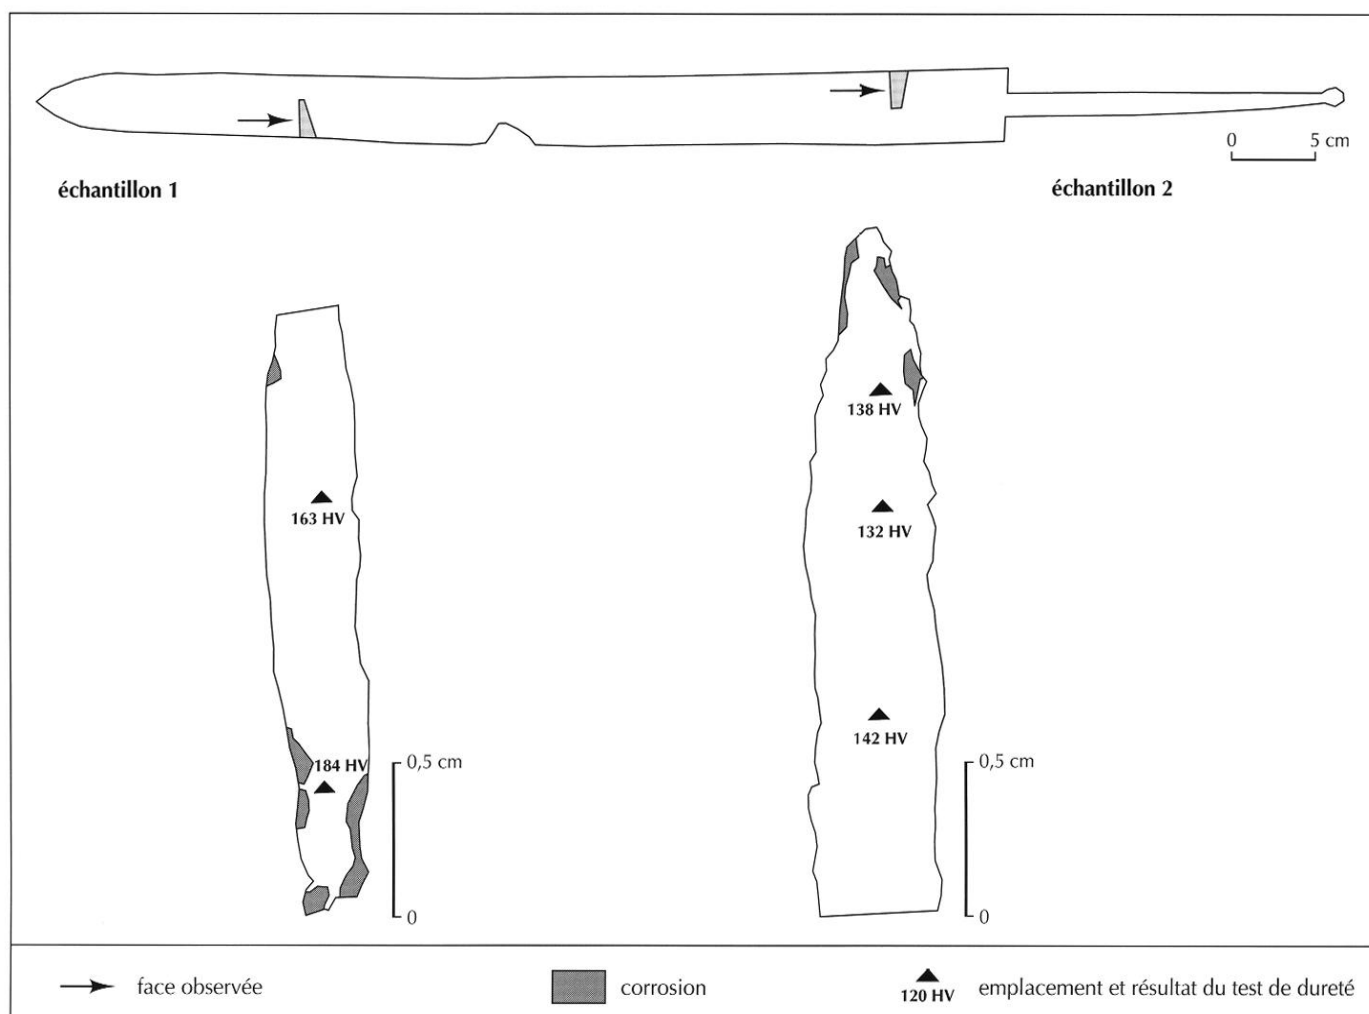 0 5 cm
échantillon 1 échantillon 2
138 HV
163 HV
132 HV
142 HV
184 HV
0,5 cm
0
0,5 cm
0
face observée
corrosion
120 HV
emplacement et résultat du test de dureté